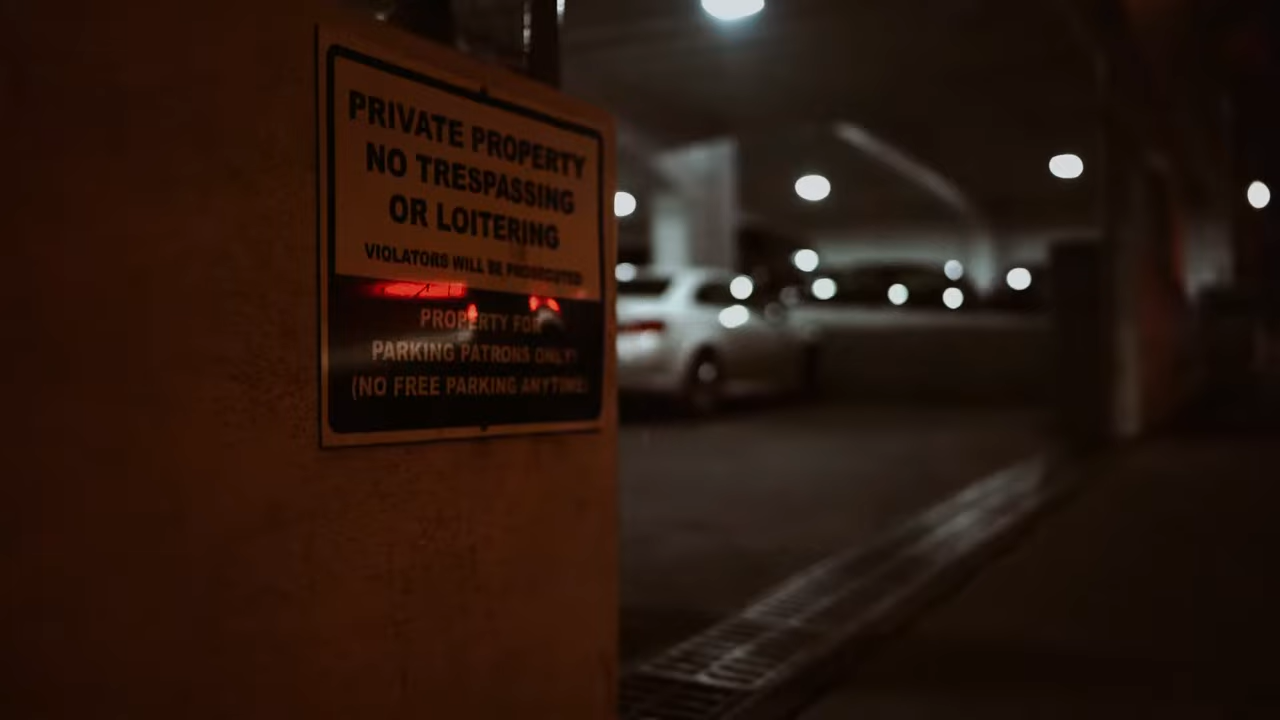 PRIVATE PROPERTY
NO TRESPASSING
OR LOITERING
VIOLATORS WILL BE PROSECUTED
PROPERTY FOR
PARKING PATRONS ONLY!
(NO FREE PARKING ANYTIME)